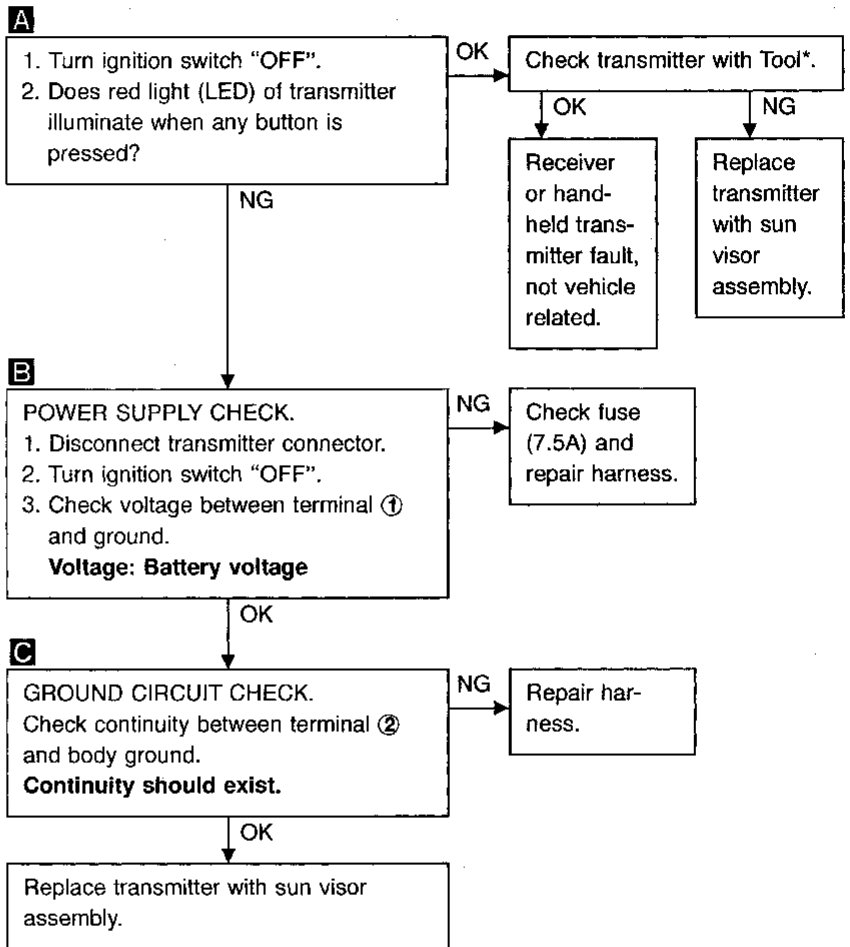 A
1. Turn ignition switch “OFF”.
2. Does red light (LED) of transmitter
illuminate when any button is
pressed?
OK
Check transmitter with Tool*.
OK
NG
Receiver
or hand-
held trans-
mitter fault,
not vehicle
related.
Replace
transmitter
with sun
visor
assembly.
NG
B
POWER SUPPLY CHECK.
1. Disconnect transmitter connector.
2. Turn ignition switch “OFF”.
3. Check voltage between terminal ①
and ground.
Voltage: Battery voltage
NG
Check fuse
(7.5A) and
repair harness.
OK
C
GROUND CIRCUIT CHECK.
Check continuity between terminal ②
and body ground.
Continuity should exist.
NG
Repair har-
ness.
OK
Replace transmitter with sun visor
assembly.